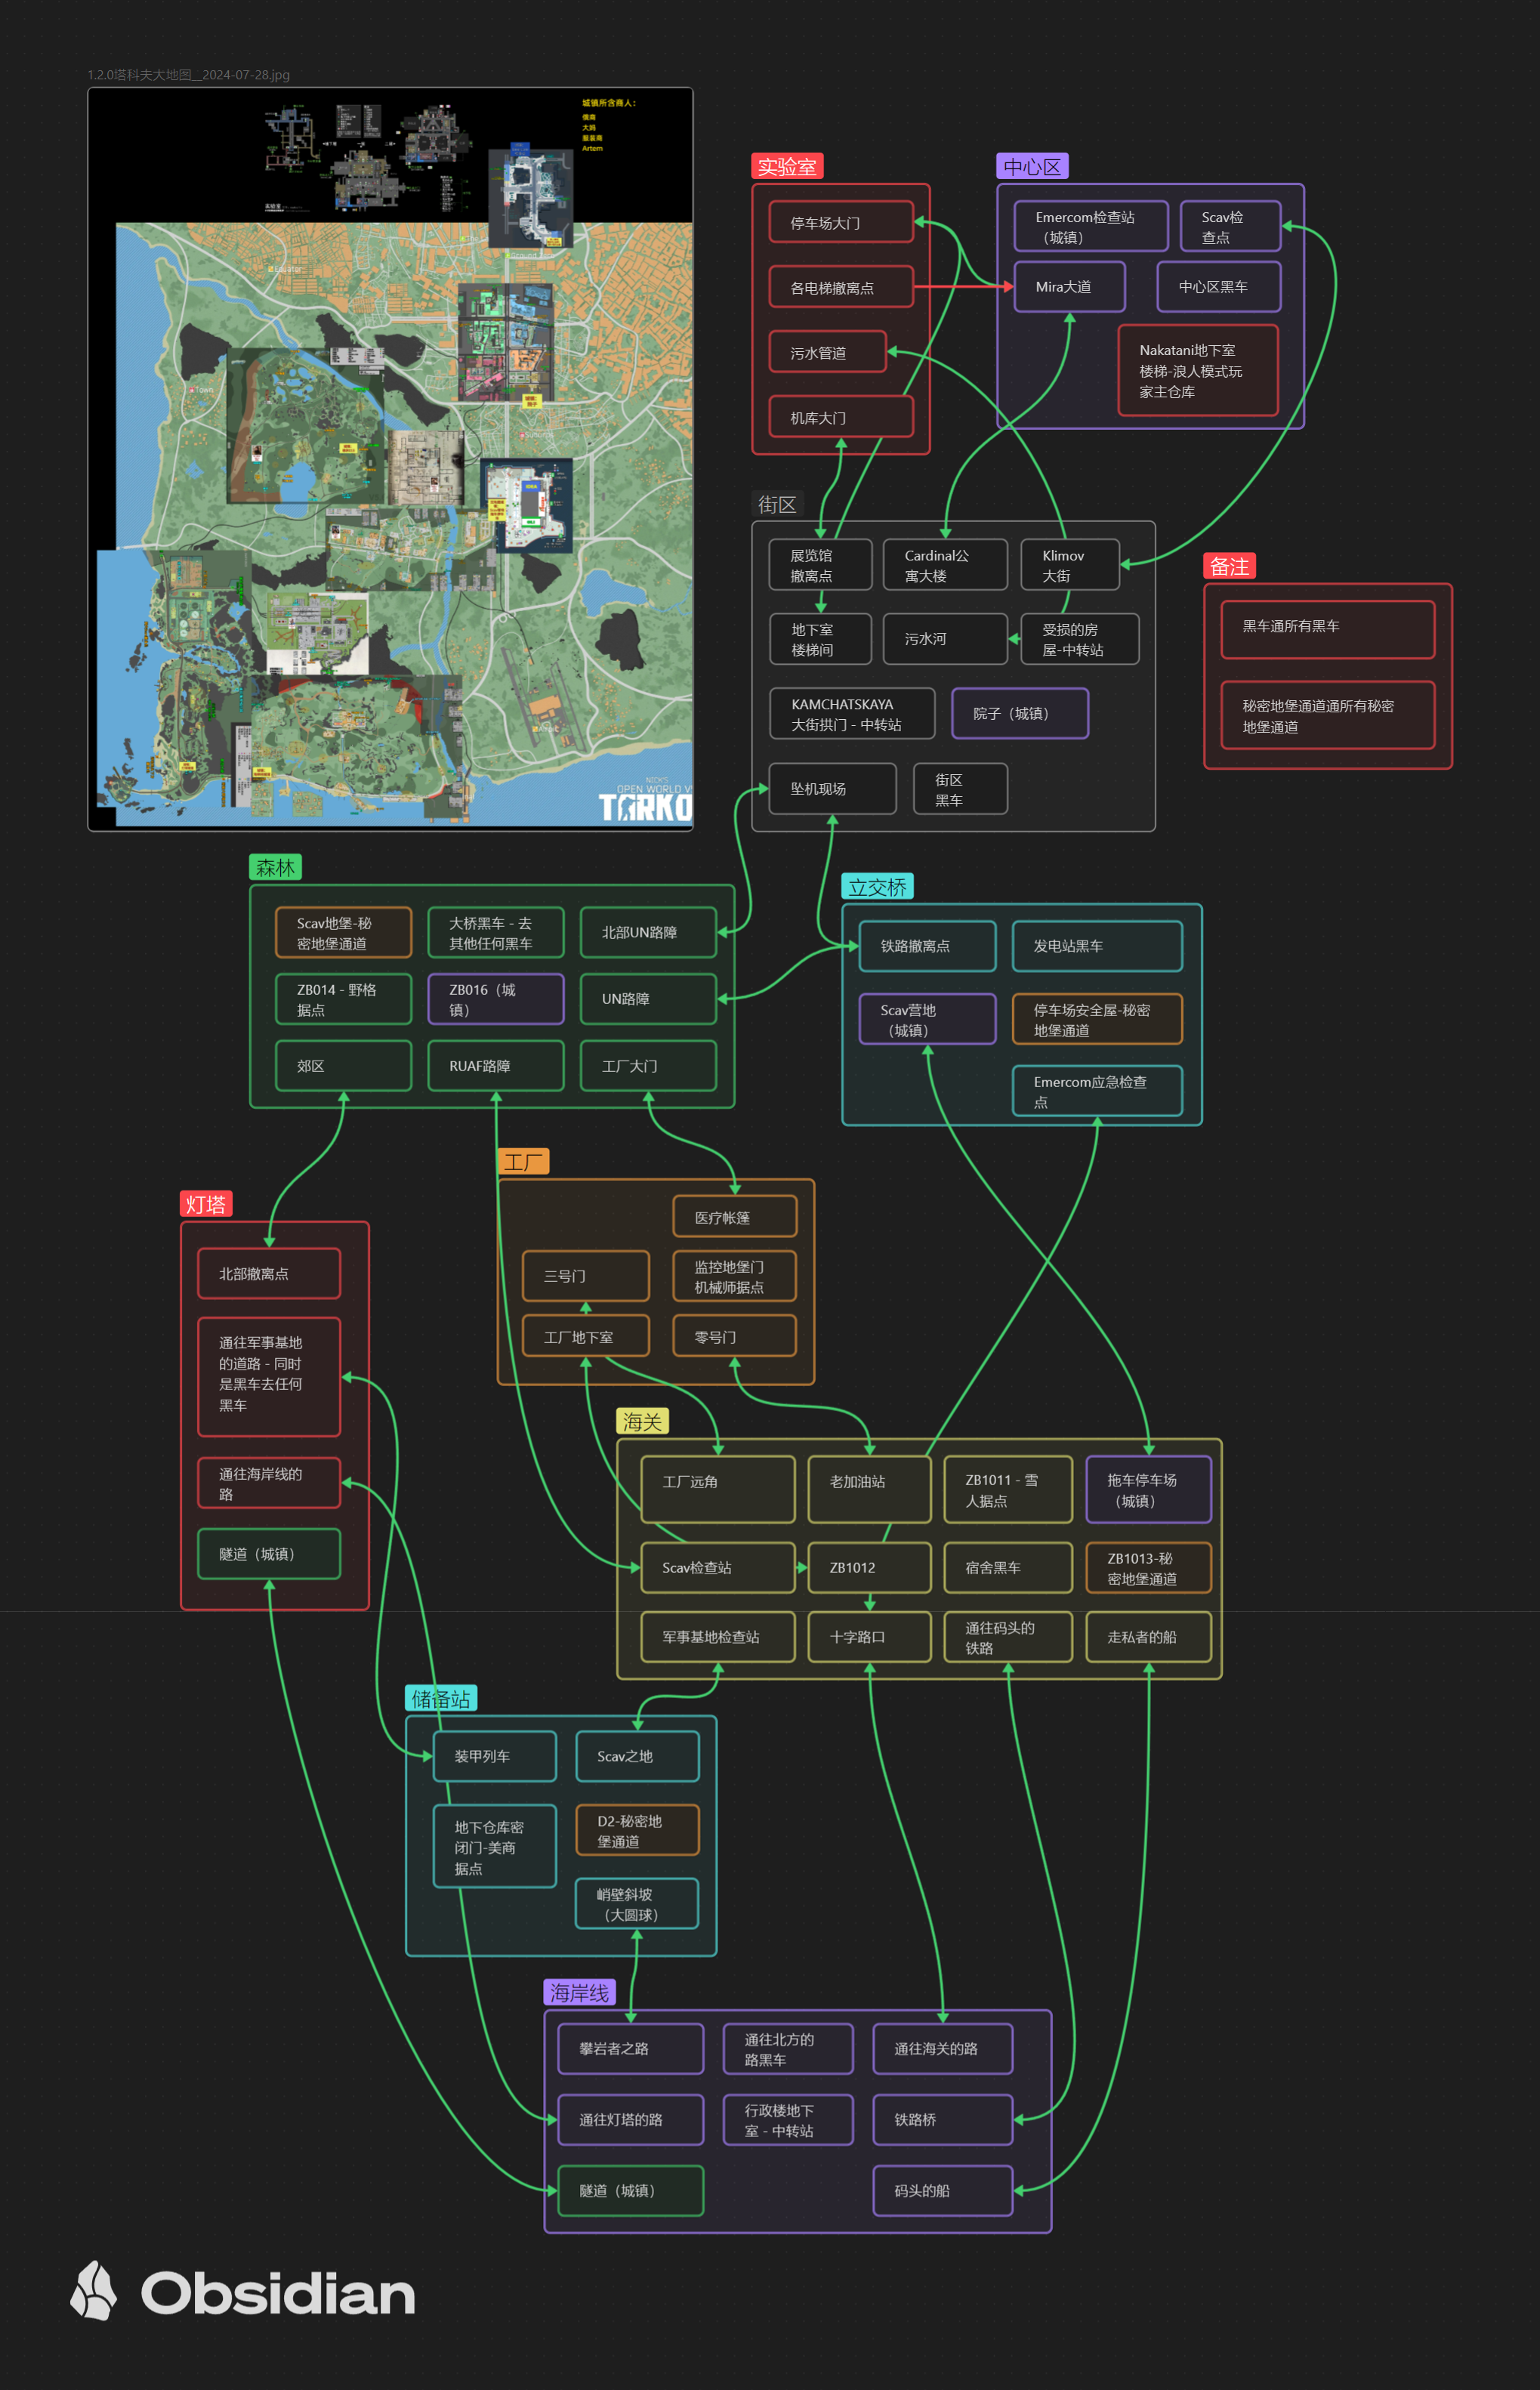 1.2.0塔科夫大地图__2024-07-28.jpg
城镇所含商人：
俄商
大妈
服装商
Artem
NICK'S
OPEN WORLD V
TARKO
实验室
停车场大门
各电梯撤离点
污水管道
机库大门
中心区
Emercom检查站
（城镇）
Scav检
查点
Mira大道
中心区黑车
Nakatani地下室
楼梯-浪人模式玩
家主仓库
街区
展览馆
撤离点
Cardinal公
寓大楼
Klimov
大街
地下室
楼梯间
污水河
受损的房
屋-中转站
KAMCHATSKAYA
大街拱门 - 中转站
院子（城镇）
坠机现场
街区
黑车
备注
黑车通所有黑车
秘密地堡通道通所有秘密
地堡通道
森林
Scav地堡-秘
密地堡通道
大桥黑车 - 去
其他任何黑车
北部UN路障
ZB014 - 野格
据点
ZB016（城
镇）
UN路障
郊区
RUAF路障
工厂大门
立交桥
铁路撤离点
发电站黑车
Scav营地
（城镇）
停车场安全屋-秘密
地堡通道
Emercom应急检查
点
工厂
医疗帐篷
三号门
监控地堡门
机械师据点
工厂地下室
零号门
灯塔
北部撤离点
通往军事基地
的道路 - 同时
是黑车去任何
黑车
通往海岸线的
路
隧道（城镇）
海关
工厂远角
老加油站
ZB1011 - 雪
人据点
拖车停车场
（城镇）
Scav检查站
ZB1012
宿舍黑车
ZB1013-秘
密地堡通道
军事基地检查站
十字路口
通往码头的
铁路
走私者的船
储备站
装甲列车
Scav之地
地下仓库密
闭门-美商
据点
D2-秘密地
堡通道
峭壁斜坡
（大圆球）
海岸线
攀岩者之路
通往北方的
路黑车
通往海关的路
通往灯塔的路
行政楼地下
室 - 中转站
铁路桥
隧道（城镇）
码头的船
Obsidian